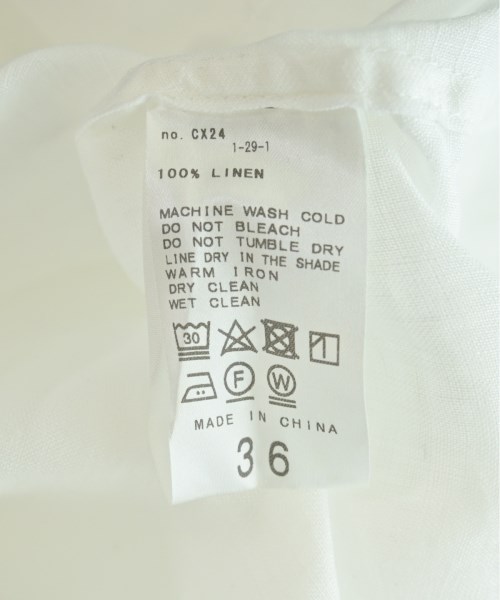 no. CX24
1-29-1
100% LINEN
MACHINE WASH COLD
DO NOT BLEACH
DO NOT TUMBLE DRY
LINE DRY IN THE SHADE
WARM IRON
DRY CLEAN
WET CLEAN
30
F W
MADE IN CHINA
36